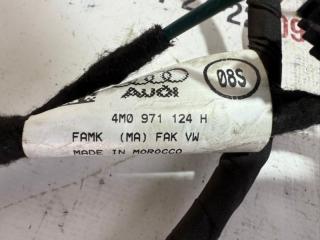 08S
AUDI
4M0 971 124 H
FAMK (MA) FAK VW
MADE IN MOROCCO